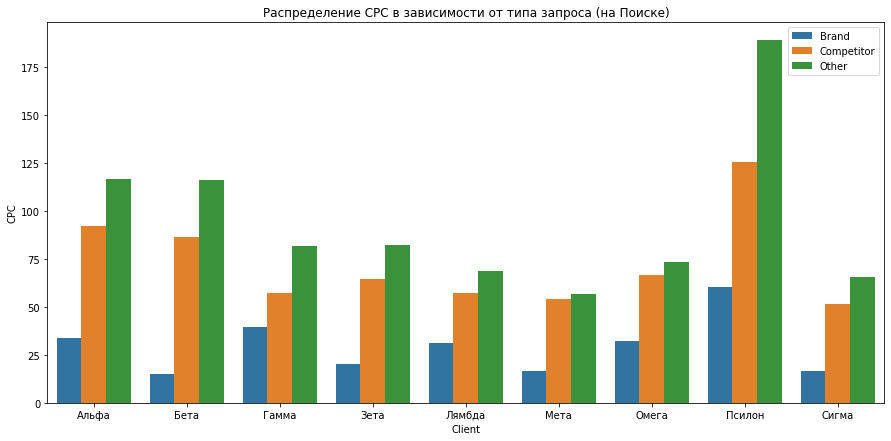 Распределение CPC в зависимости от типа запроса (на Поиске)
Brand
Competitor
Other
CPC
175
150
125
100
75
50
25
0
Альфа Бета Гамма Зета Лямбда Мета Омега Псилон Сигма
Client